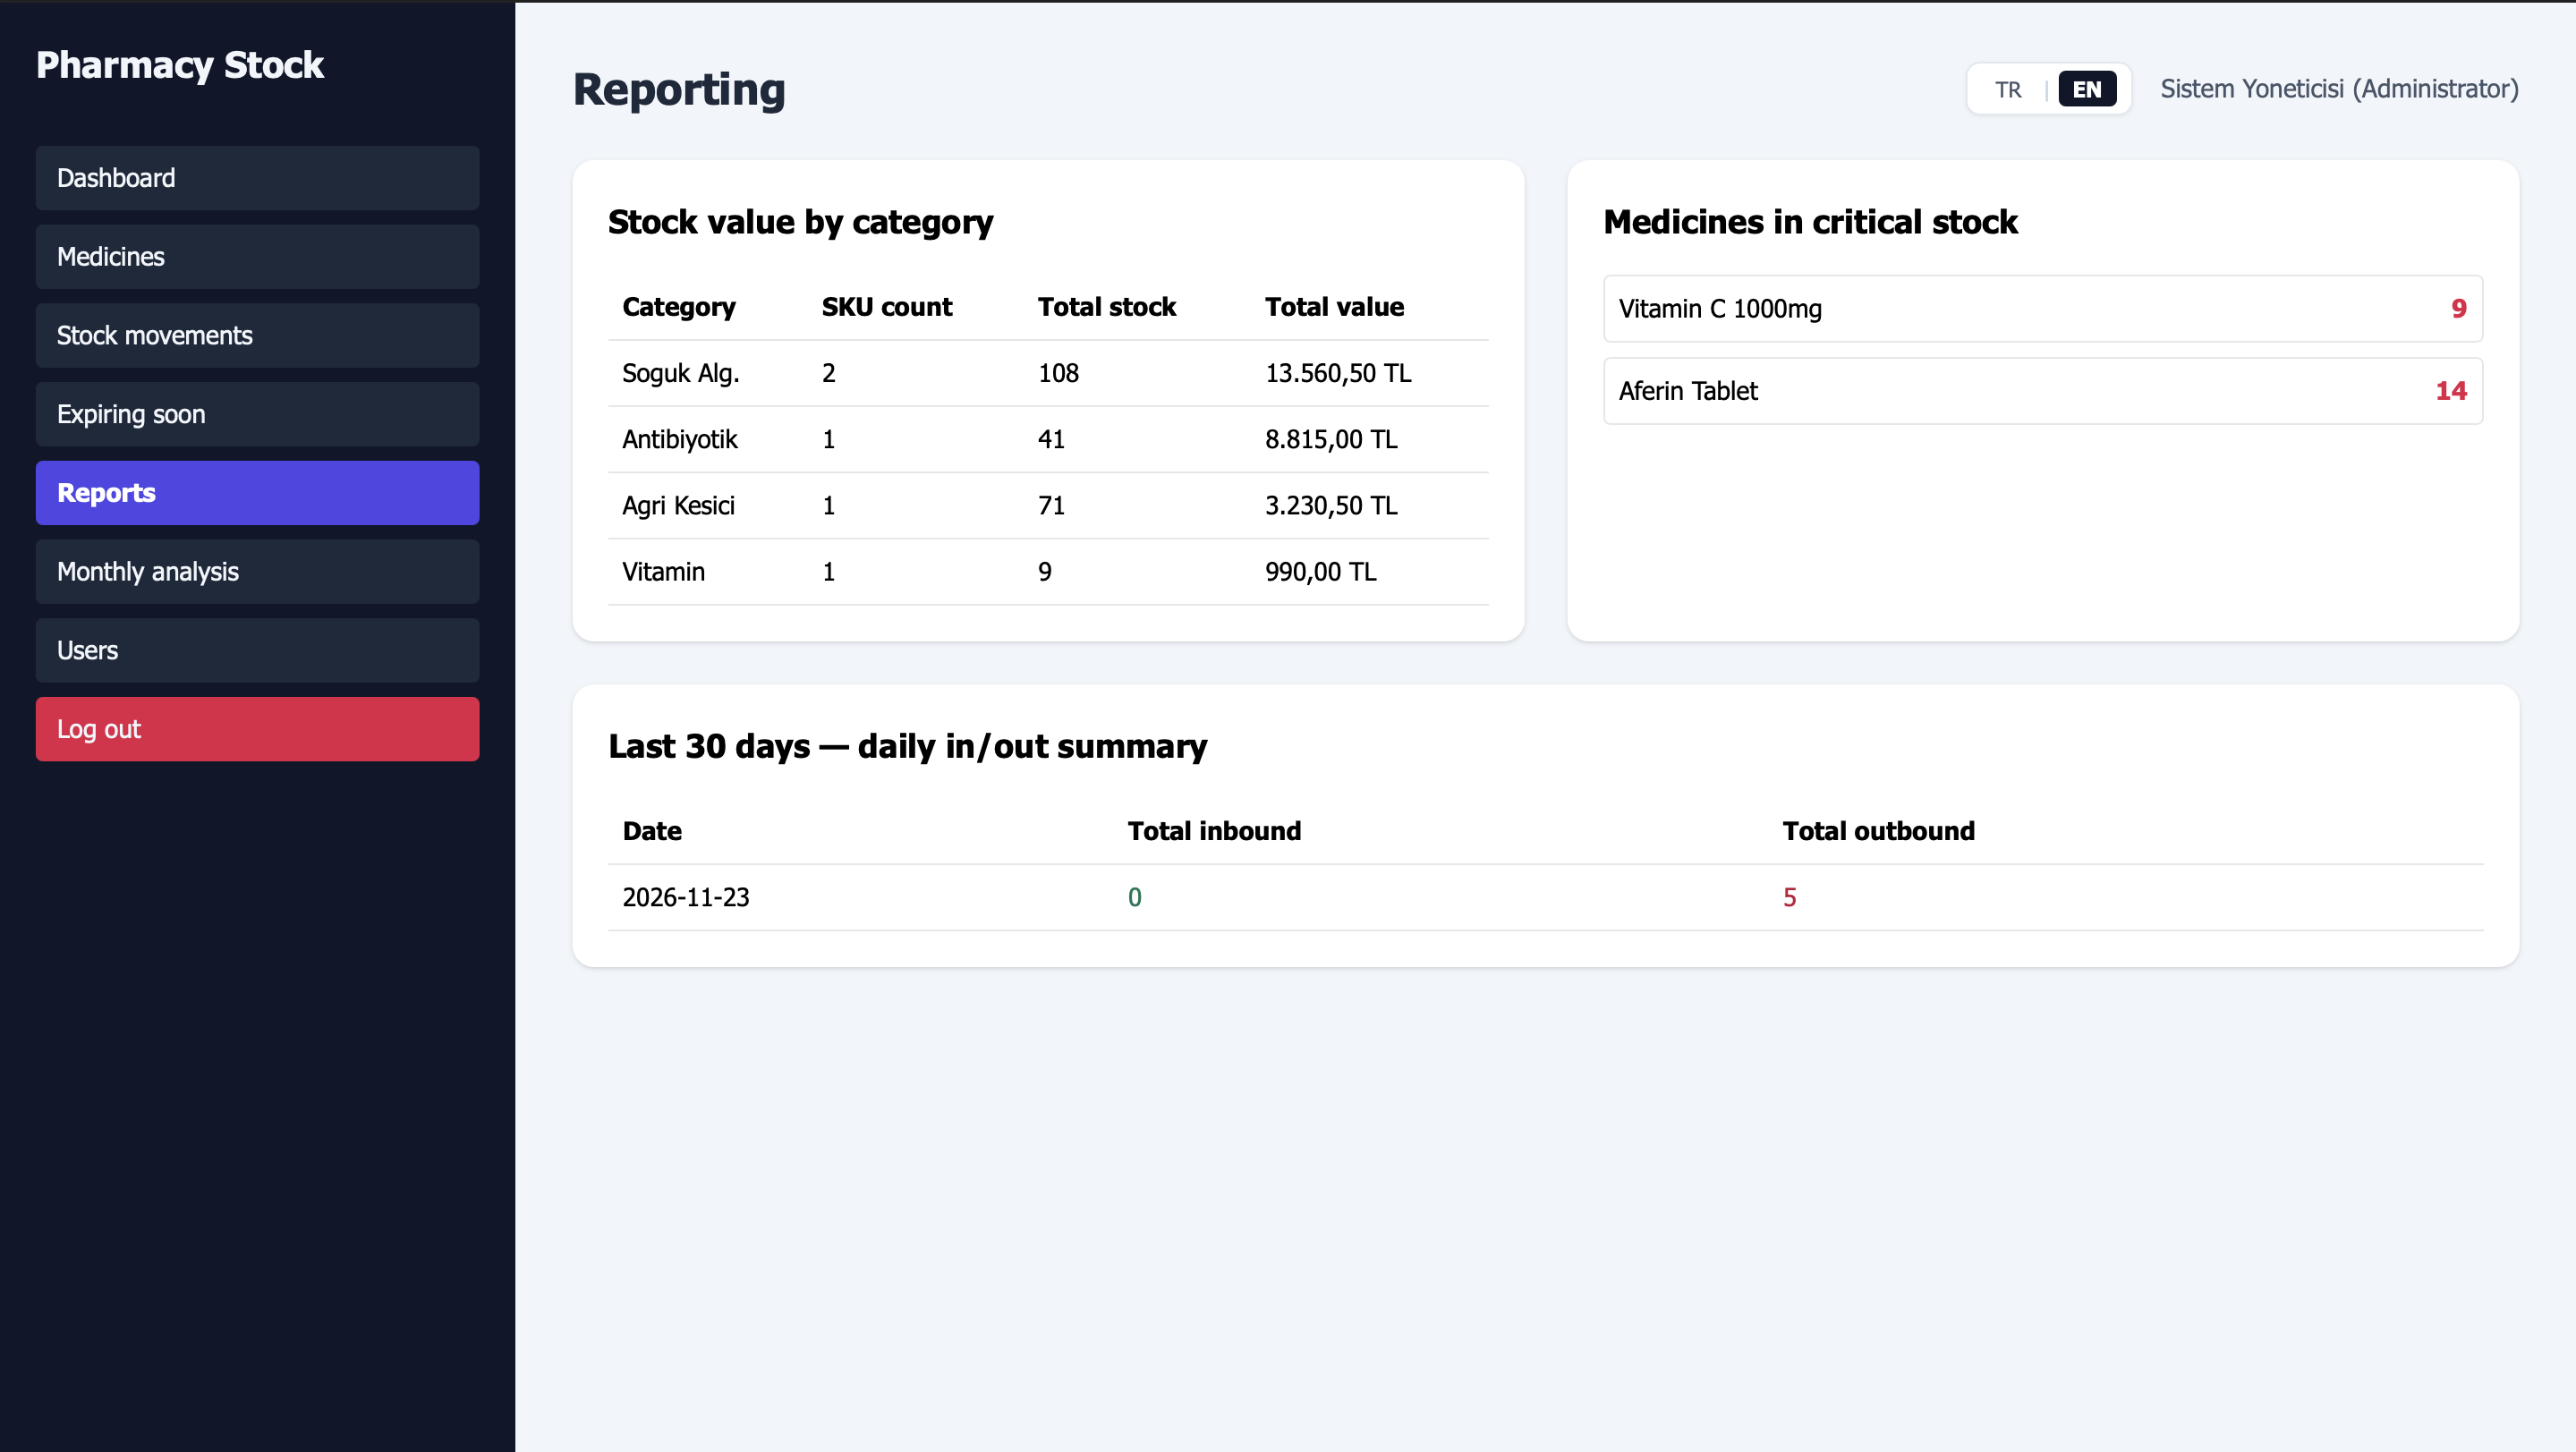 Pharmacy Stock
Dashboard
Medicines
Stock movements
Expiring soon
Reports
Monthly analysis
Users
Log out
Reporting
TR | EN
Sistem Yoneticisi (Administrator)
Stock value by category
Category SKU count Total stock Total value
Soguk Alg. 2 108 13.560,50 TL
Antibiyotik 1 41 8.815,00 TL
Agri Kesici 1 71 3.230,50 TL
Vitamin 1 9 990,00 TL
Medicines in critical stock
Vitamin C 1000mg 9
Aferin Tablet 14
Last 30 days — daily in/out summary
Date Total inbound Total outbound
2026-11-23 0 5